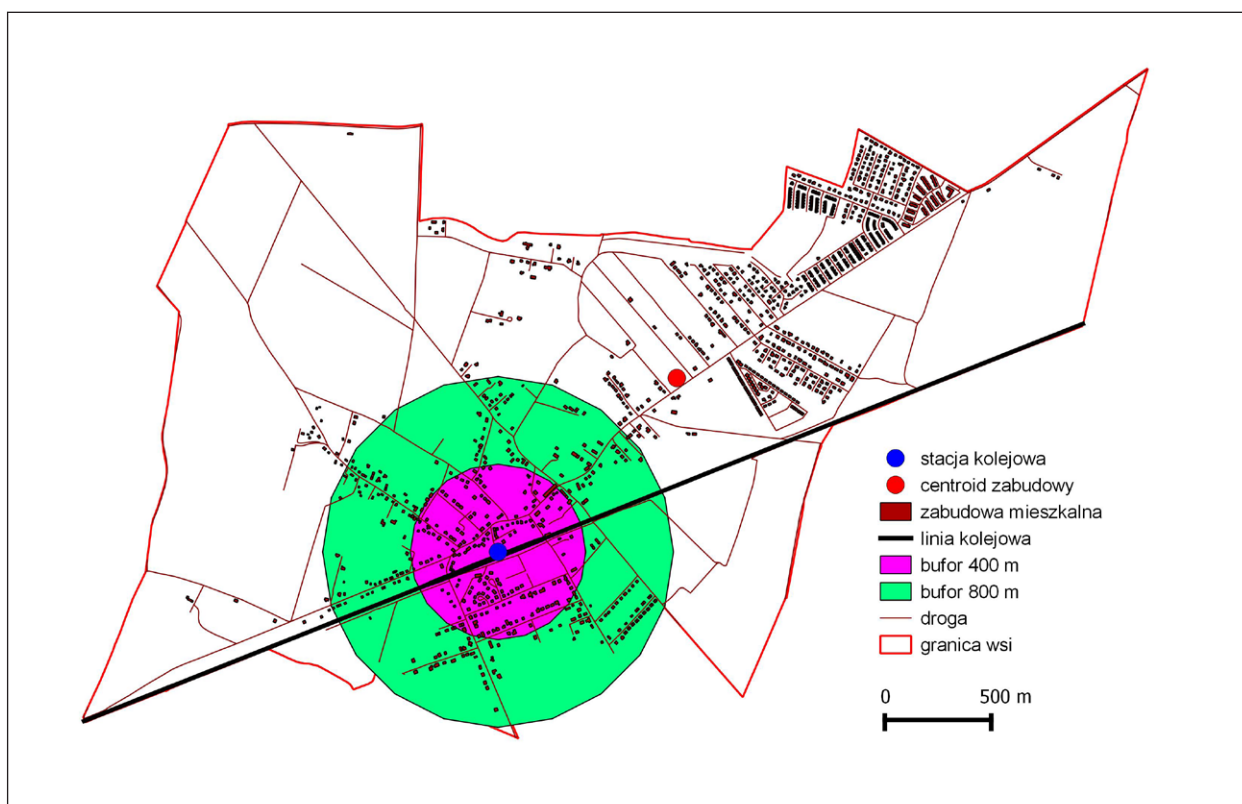 stacja kolejowa
centroid zabudowy
zabudowa mieszkalna
linia kolejowa
bufor 400 m
bufor 800 m
droga
granica wsi
0 500 m